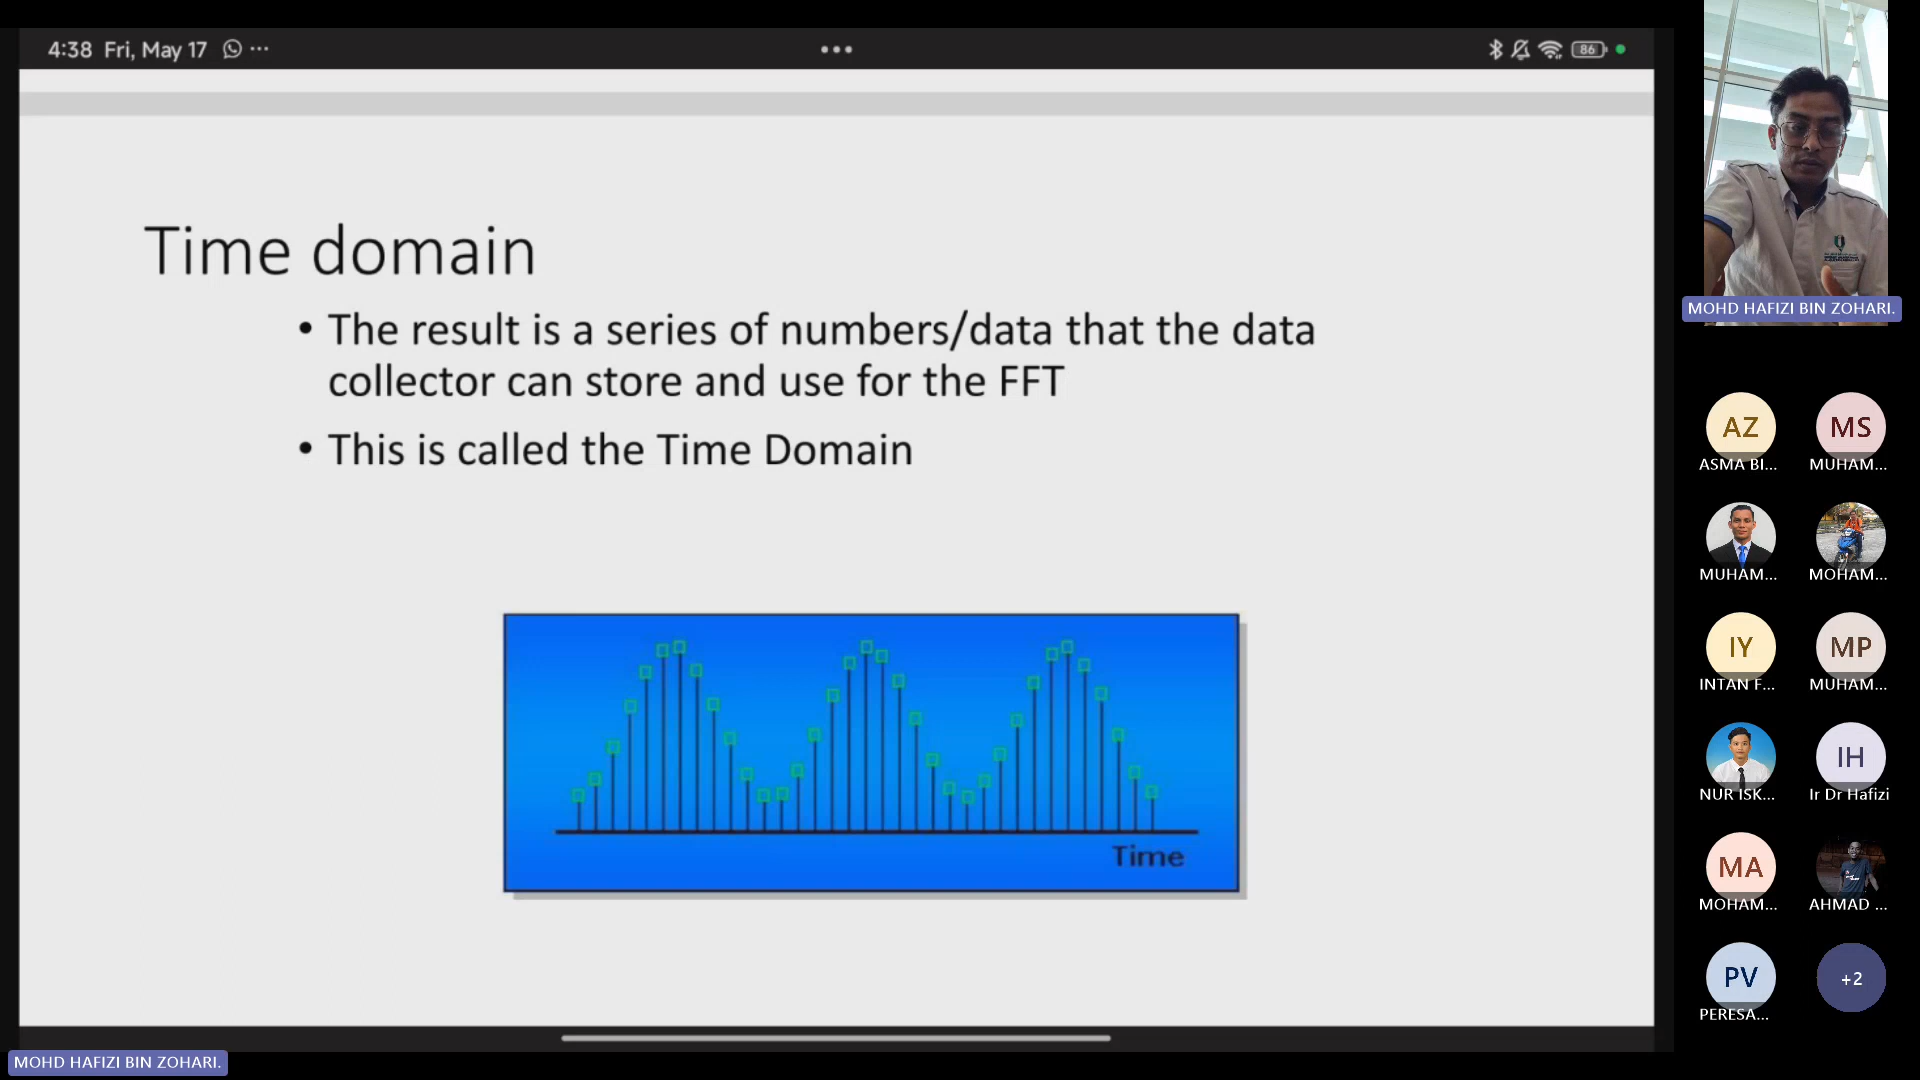 4:38 Fri, May 17
86
Time domain
• The result is a series of numbers/data that the data
collector can store and use for the FFT
• This is called the Time Domain
Time
MOHD HAFIZI BIN ZOHARI.
MOHD HAFIZI BIN ZOHARI.
AZ
ASMA BI...
MS
MUHAM...
MUHAM...
MOHAM...
IY
INTAN F...
MP
MUHAM...
NUR ISK...
IH
Ir Dr Hafizi
MA
MOHAM...
AHMAD ...
PV
PERESA...
+2